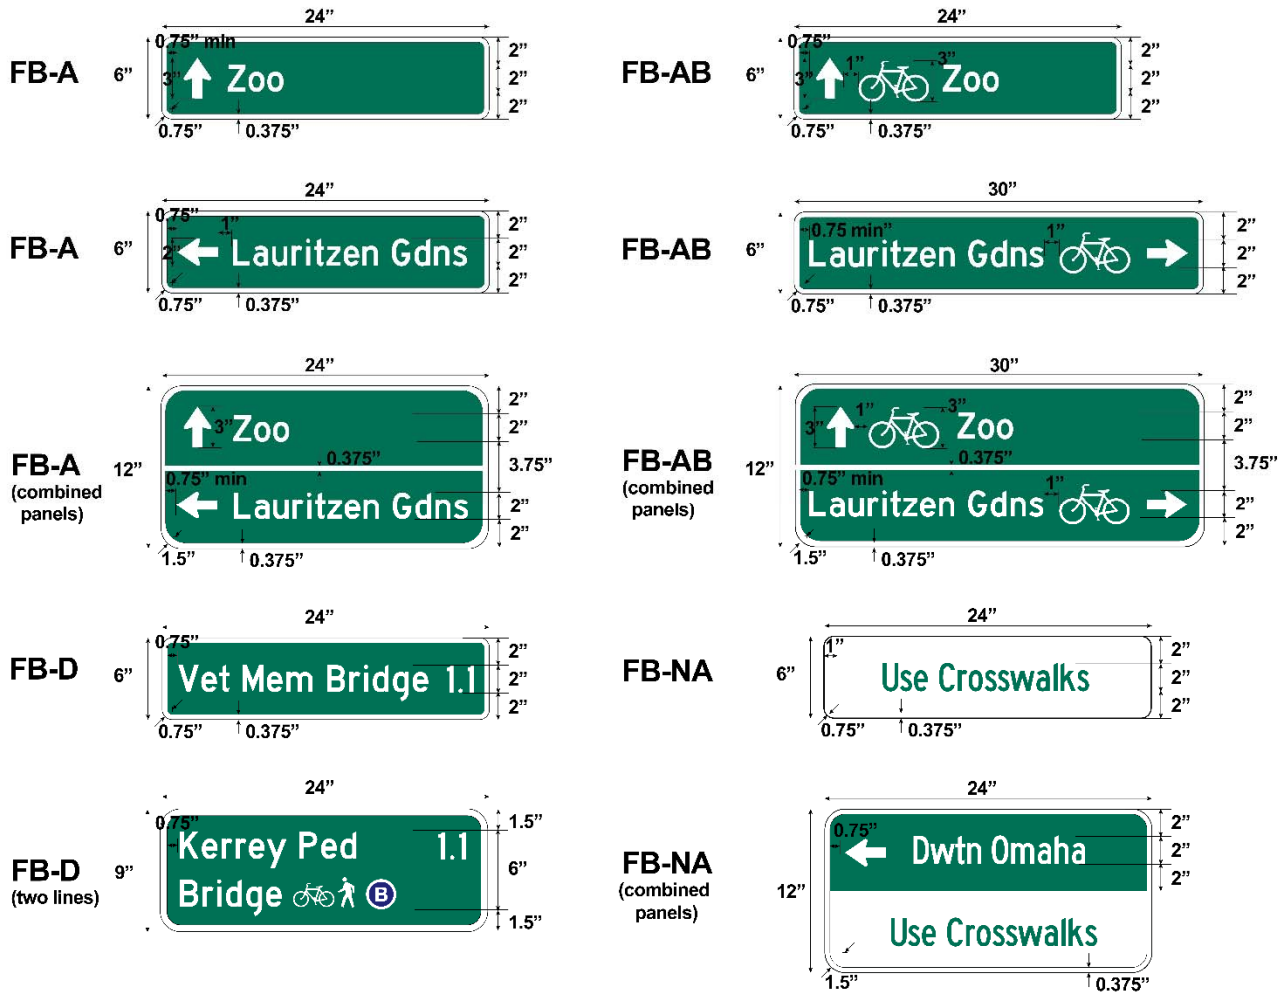 24”
FB-A
6”
0.75” min
3”
Zoo
2”
2”
2”
0.75”
0.375”
24”
FB-AB
6”
0.75”
3”
1”
3”
Zoo
2”
2”
2”
0.75”
0.375”
24”
FB-A
6”
0.75”
1”
2”
Lauritzen Gdns
2”
2”
2”
0.75”
0.375”
30”
FB-AB
6”
0.75 min”
1”
Lauritzen Gdns
2”
2”
2”
0.75”
0.375”
24”
FB-A
(combined
panels)
12”
3”
Zoo
0.375”
0.75” min
Lauritzen Gdns
2”
2”
3.75”
2”
2”
1.5”
0.375”
30”
FB-AB
(combined
panels)
12”
3”
1”
3”
Zoo
0.375”
0.75” min
1”
Lauritzen Gdns
2”
2”
3.75”
2”
2”
1.5”
0.375”
24”
FB-D
6”
0.75”
Vet Mem Bridge 1.1
2”
2”
2”
0.75”
0.375”
24”
FB-NA
6”
1”
Use Crosswalks
2”
2”
2”
0.75”
0.375”
24”
FB-D
(two lines)
9”
0.75”
Kerrey Ped 1.1
Bridge B
1.5”
6”
1.5”
24”
FB-NA
(combined
panels)
12”
0.75”
Dwtn Omaha
Use Crosswalks
2”
2”
2”
1.5”
0.375”